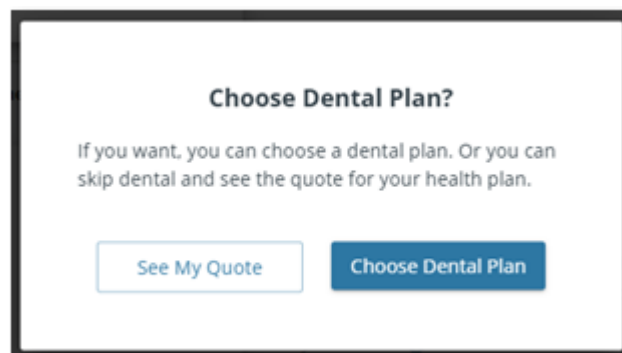 Choose Dental Plan?
If you want, you can choose a dental plan. Or you can
skip dental and see the quote for your health plan.
See My Quote
Choose Dental Plan